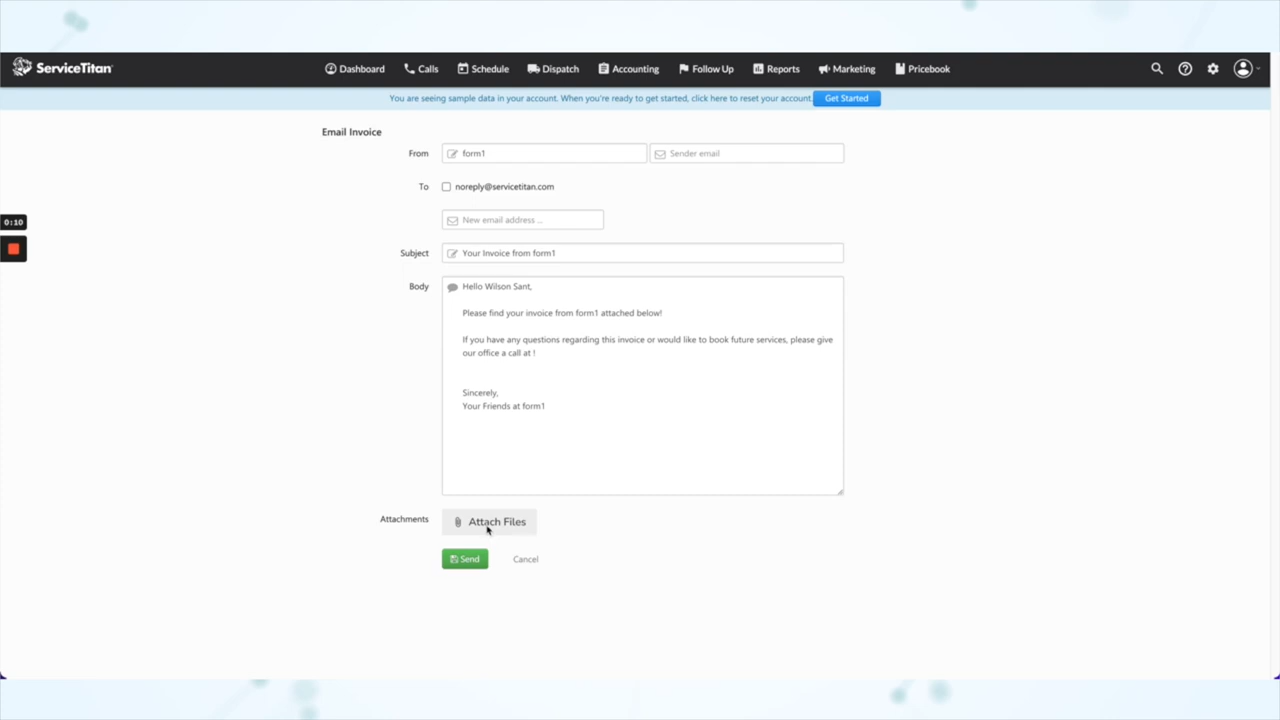 ServiceTitan
Dashboard Calls Schedule Dispatch Accounting Follow Up Reports Marketing Pricebook
You are seeing sample data in your account. When you're ready to get started, click here to reset your account. Get Started
Email Invoice
From form1 Sender email
To noreply@servicetitan.com
0:10
New email address ...
Subject Your Invoice from form1
Body Hello Wilson Sant,
Please find your invoice from form1 attached below!
If you have any questions regarding this invoice or would like to book future services, please give
our office a call at !
Sincerely,
Your Friends at form1
Attachments Attach Files
Send Cancel